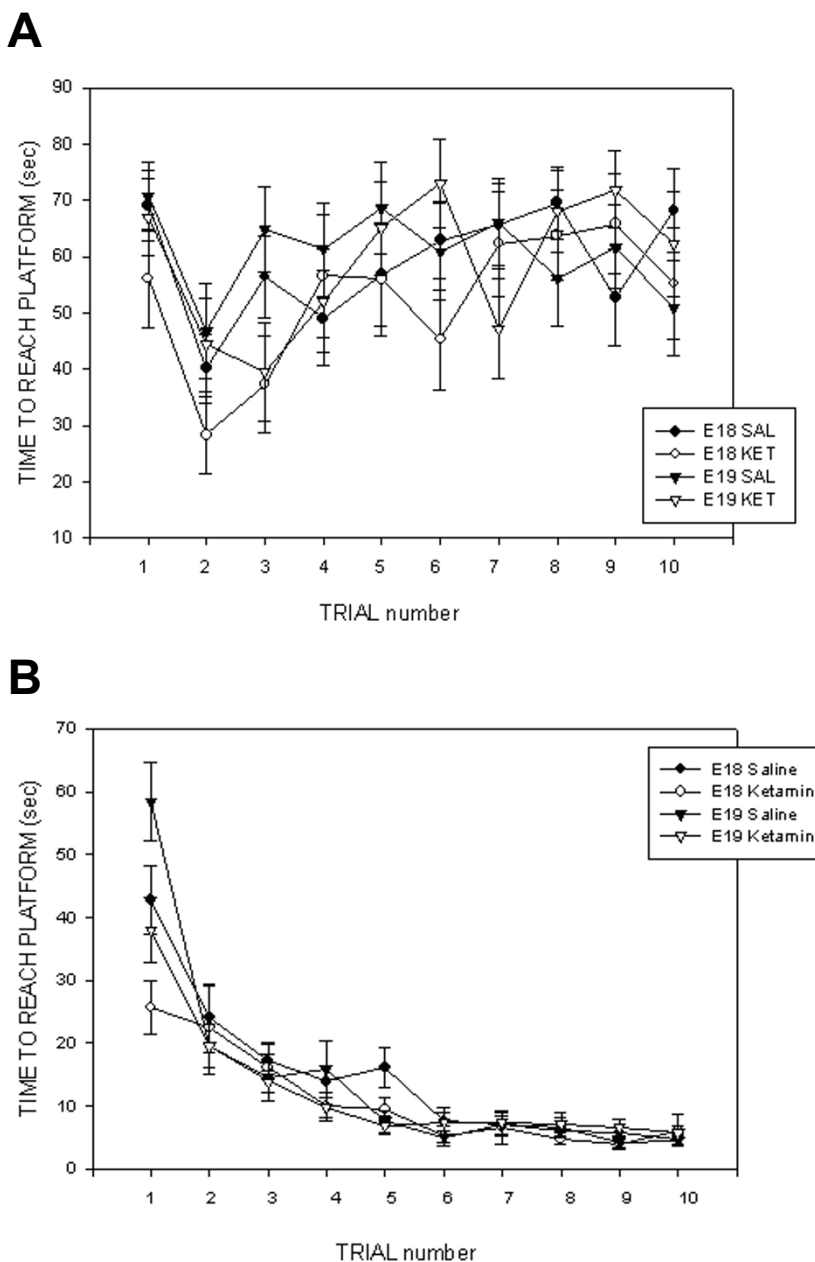 A
90
80
70
60
50
40
30
20
10
TIME TO REACH PLATFORM (sec)
E18 SAL
E18 KET
E19 SAL
E19 KET
1 2 3 4 5 6 7 8 9 10
TRIAL number
B
70
60
50
40
30
20
10
0
TIME TO REACH PLATFORM (sec)
E18 Saline
E18 Ketamin
E19 Saline
E19 Ketamin
1 2 3 4 5 6 7 8 9 10
TRIAL number